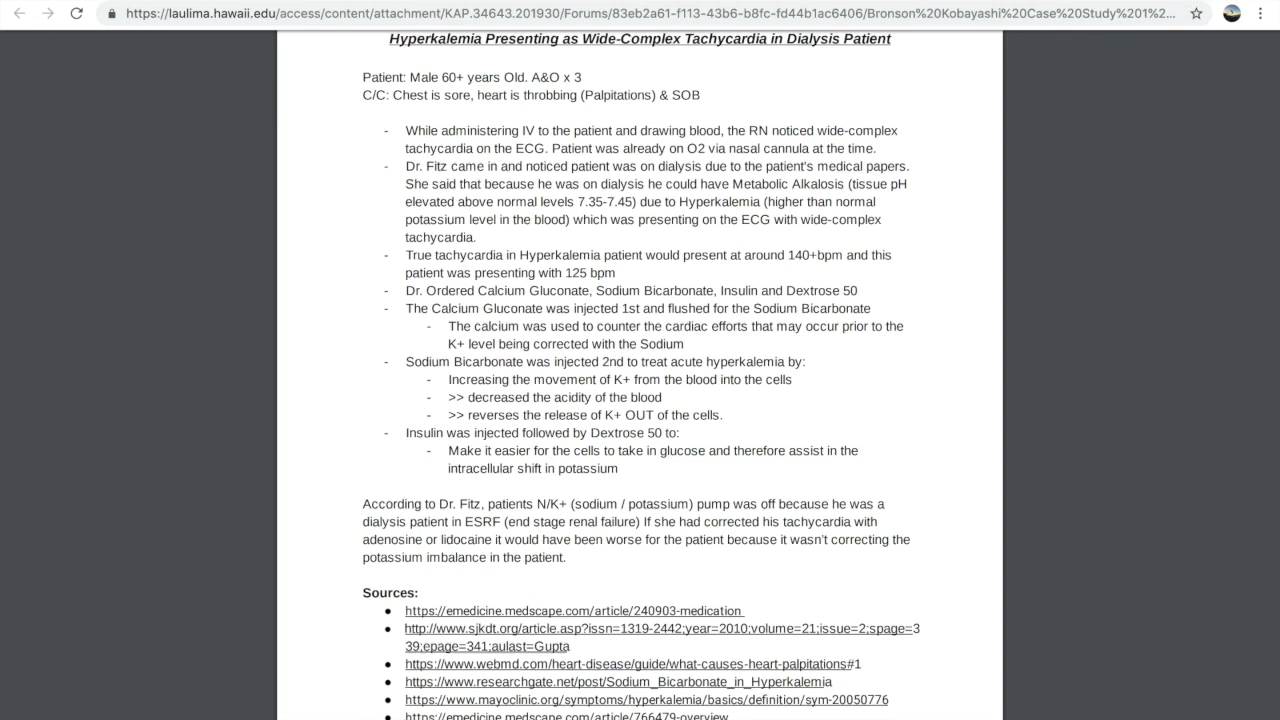 https://laulima.hawaii.edu/access/content/attachment/KAP.34643.201930/Forums/83eb2a61-f113-43b6-b8fc-fd44b1ac6406/Bronson%20Kobayashi%20Case%20Study%201%2...
Hyperkalemia Presenting as Wide-Complex Tachycardia in Dialysis Patient
Patient: Male 60+ years Old. A&O x 3
C/C: Chest is sore, heart is throbbing (Palpitations) & SOB
- While administering IV to the patient and drawing blood, the RN noticed wide-complex
tachycardia on the ECG. Patient was already on O2 via nasal cannula at the time.
- Dr. Fitz came in and noticed patient was on dialysis due to the patient's medical papers.
She said that because he was on dialysis he could have Metabolic Alkalosis (tissue pH
elevated above normal levels 7.35-7.45) due to Hyperkalemia (higher than normal
potassium level in the blood) which was presenting on the ECG with wide-complex
tachycardia.
- True tachycardia in Hyperkalemia patient would present at around 140+bpm and this
patient was presenting with 125 bpm
- Dr. Ordered Calcium Gluconate, Sodium Bicarbonate, Insulin and Dextrose 50
- The Calcium Gluconate was injected 1st and flushed for the Sodium Bicarbonate
- The calcium was used to counter the cardiac efforts that may occur prior to the
K+ level being corrected with the Sodium
- Sodium Bicarbonate was injected 2nd to treat acute hyperkalemia by:
- Increasing the movement of K+ from the blood into the cells
- >> decreased the acidity of the blood
- >> reverses the release of K+ OUT of the cells.
- Insulin was injected followed by Dextrose 50 to:
- Make it easier for the cells to take in glucose and therefore assist in the
intracellular shift in potassium
According to Dr. Fitz, patients N/K+ (sodium / potassium) pump was off because he was a
dialysis patient in ESRF (end stage renal failure) If she had corrected his tachycardia with
adenosine or lidocaine it would have been worse for the patient because it wasn't correcting the
potassium imbalance in the patient.
Sources:
● https://emedicine.medscape.com/article/240903-medication
● http://www.sjkdt.org/article.asp?issn=1319-2442;year=2010;volume=21;issue=2;spage=3
39;epage=341;aulast=Gupta
● https://www.webmd.com/heart-disease/guide/what-causes-heart-palpitations#1
● https://www.researchgate.net/post/Sodium_Bicarbonate_in_Hyperkalemia
● https://www.mayoclinic.org/symptoms/hyperkalemia/basics/definition/sym-20050776
● https://emedicine.medscape.com/article/766479-overview